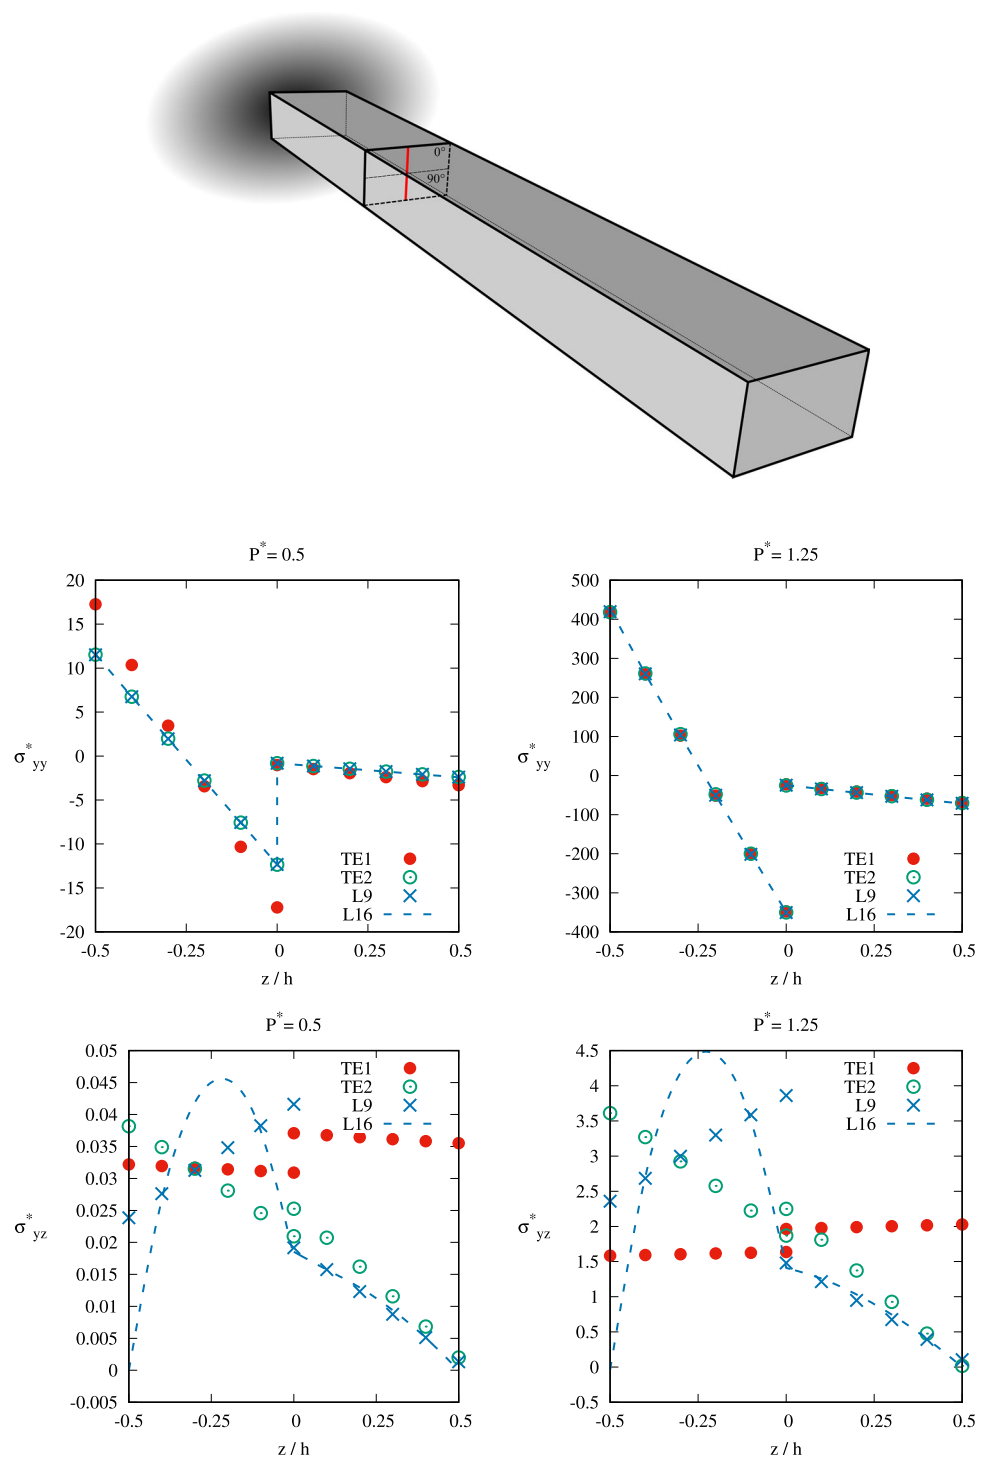 0°
90°
P*= 0.5
20
15
10
5
0
-5
-10
-15
-20
σ*yy
TE1
TE2
L9
L16
-0.5
-0.25
0
0.25
0.5
z / h
P*= 1.25
500
400
300
200
100
0
-100
-200
-300
-400
σ*yy
TE1
TE2
L9
L16
-0.5
-0.25
0
0.25
0.5
z / h
P*= 0.5
0.05
0.045
0.04
0.035
0.03
0.025
0.02
0.015
0.01
0.005
0
-0.005
σ*yz
TE1
TE2
L9
L16
-0.5
-0.25
0
0.25
0.5
z / h
P*= 1.25
4.5
4
3.5
3
2.5
2
1.5
1
0.5
0
-0.5
σ*yz
TE1
TE2
L9
L16
-0.5
-0.25
0
0.25
0.5
z / h